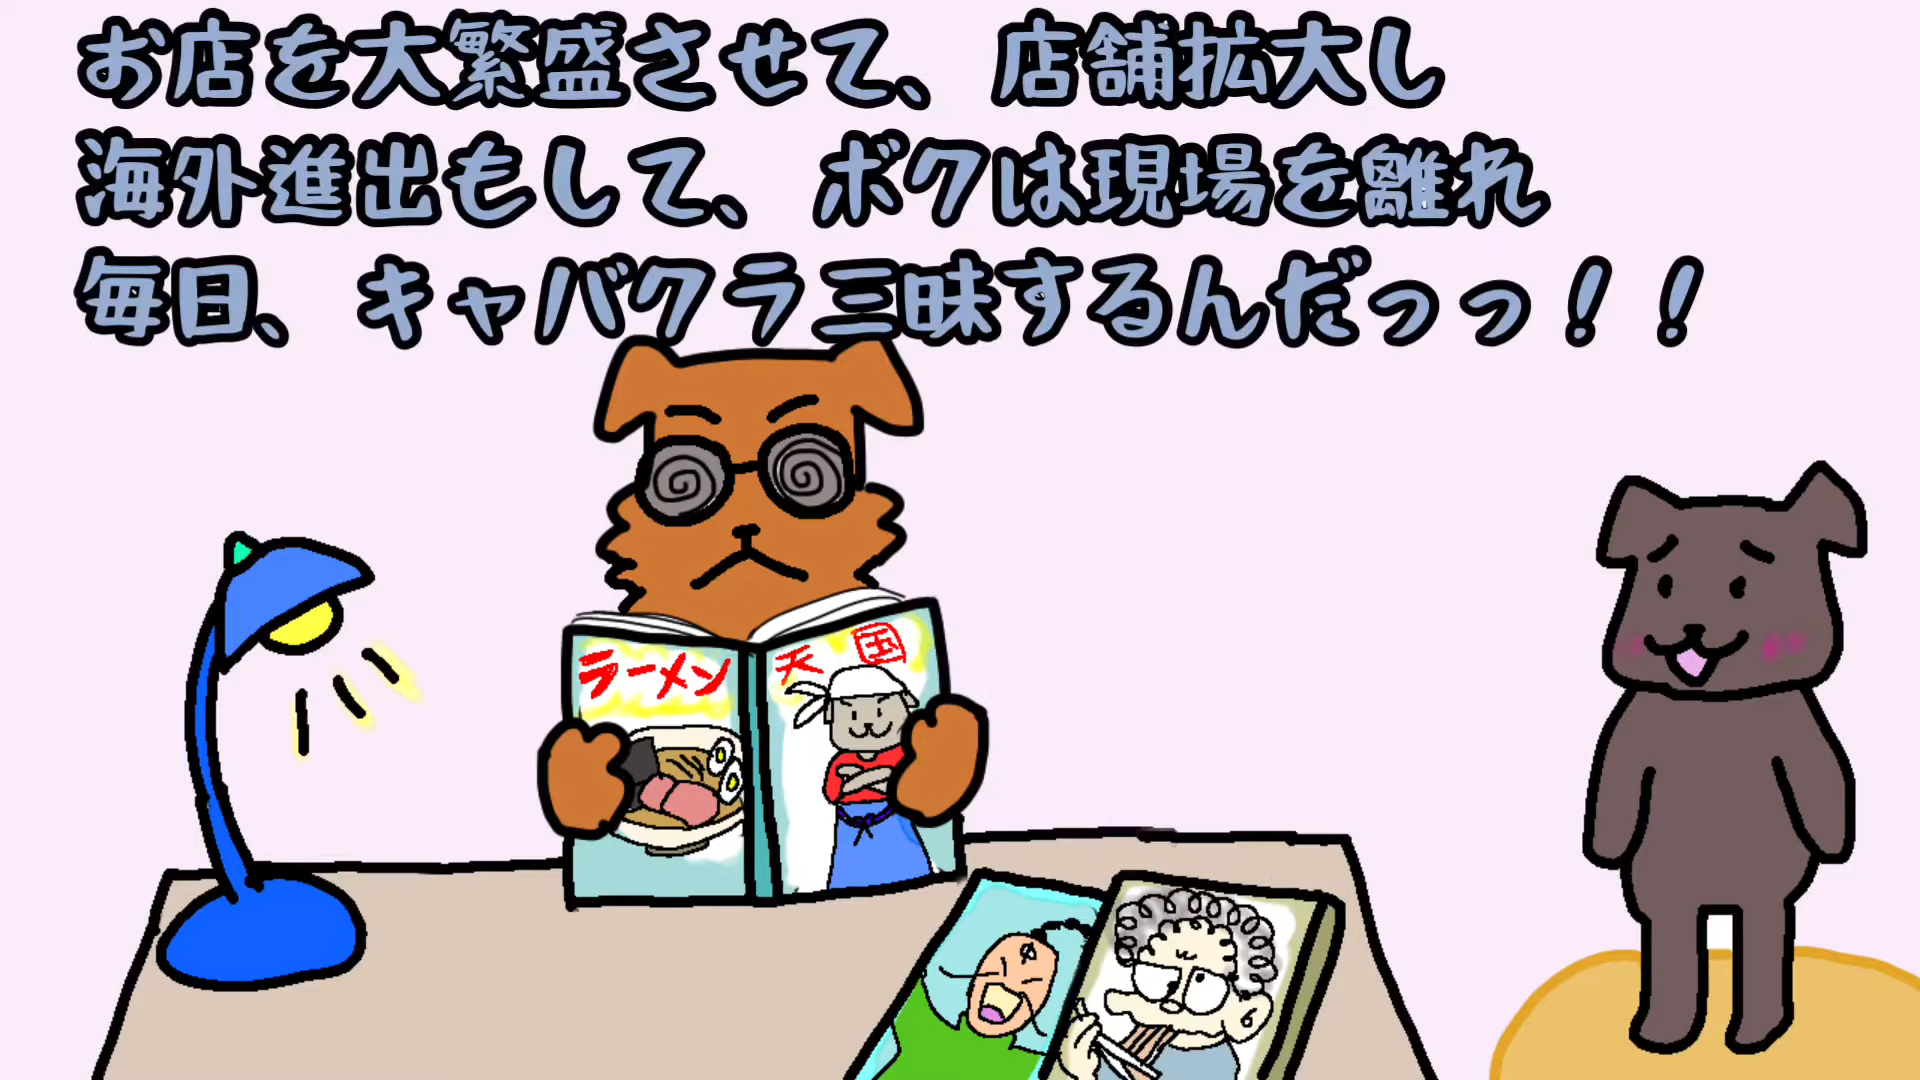 お店を大繁盛させて、店舗拡大し
海外進出もして、ボクは現場を離れ
毎日、キャバクラ三昧するんだっっ！！
ラーメン
天国